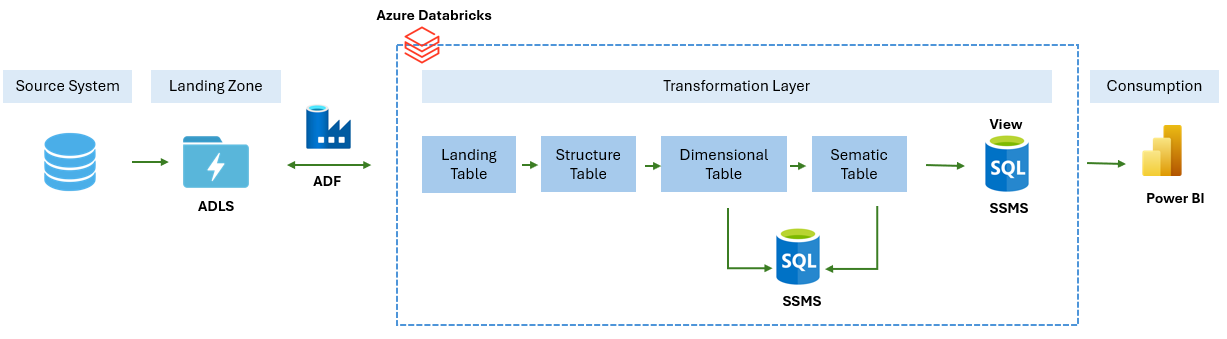 Azure Databricks
Source System
Landing Zone
Transformation Layer
Consumption
ADF
ADLS
Landing
Table
Structure
Table
Dimensional
Table
Sematic
Table
View
SQL
SSMS
Power BI
SQL
SSMS